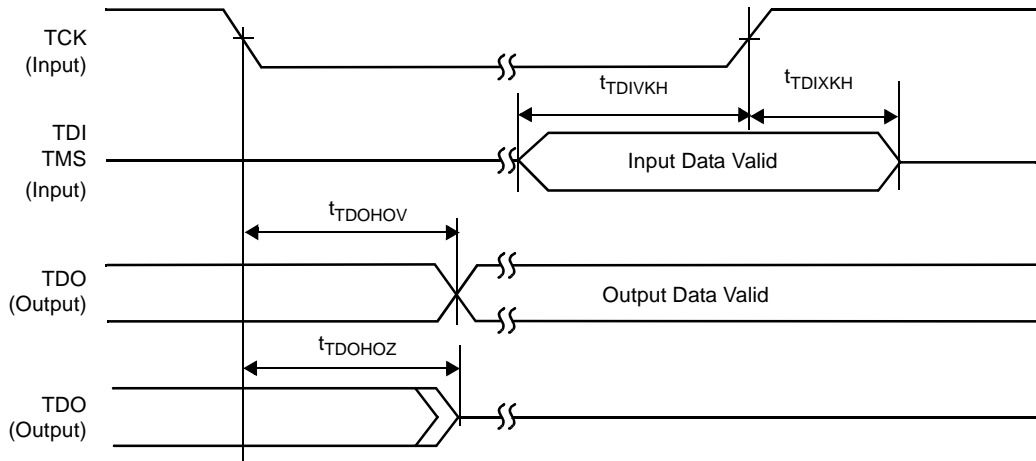 TCK
(Input)
tTDIVKH
tTDIXKH
TDI
TMS
(Input)
Input Data Valid
tTDOHOV
TDO
(Output)
Output Data Valid
tTDOHOZ
TDO
(Output)